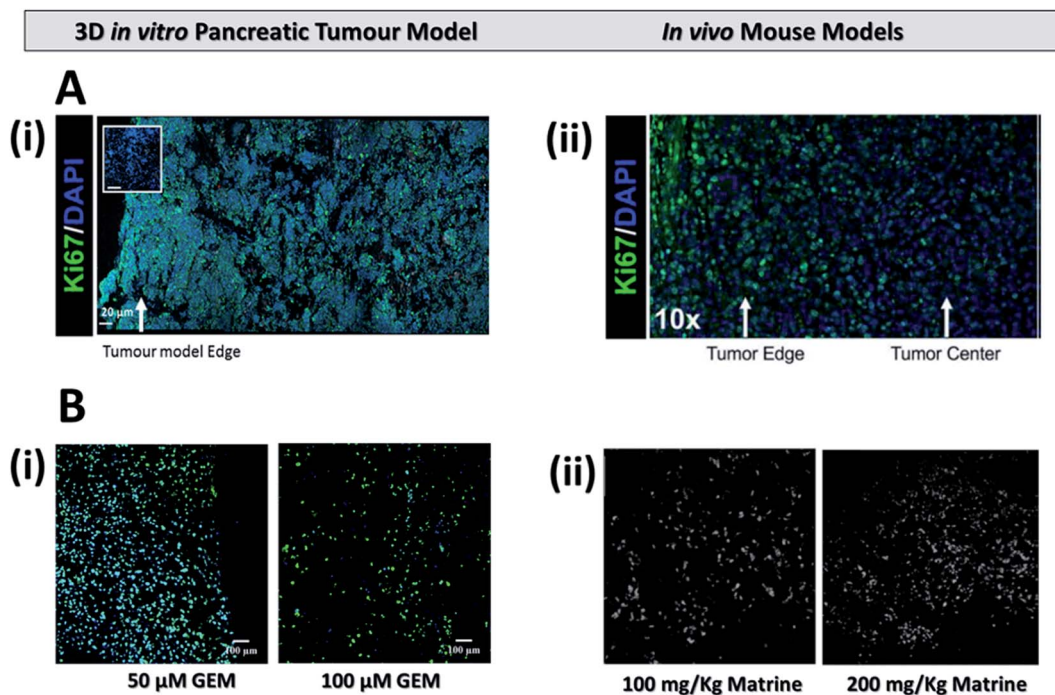 3D in vitro Pancreatic Tumour Model
In vivo Mouse Models
A
(i)
Ki67/DAPI
20 µm
Tumour model Edge
(ii)
Ki67/DAPI
10x
Tumor Edge
Tumor Center
B
(i)
100 µm
50 µM GEM
100 µm
100 µM GEM
(ii)
100 mg/Kg Matrine
200 mg/Kg Matrine